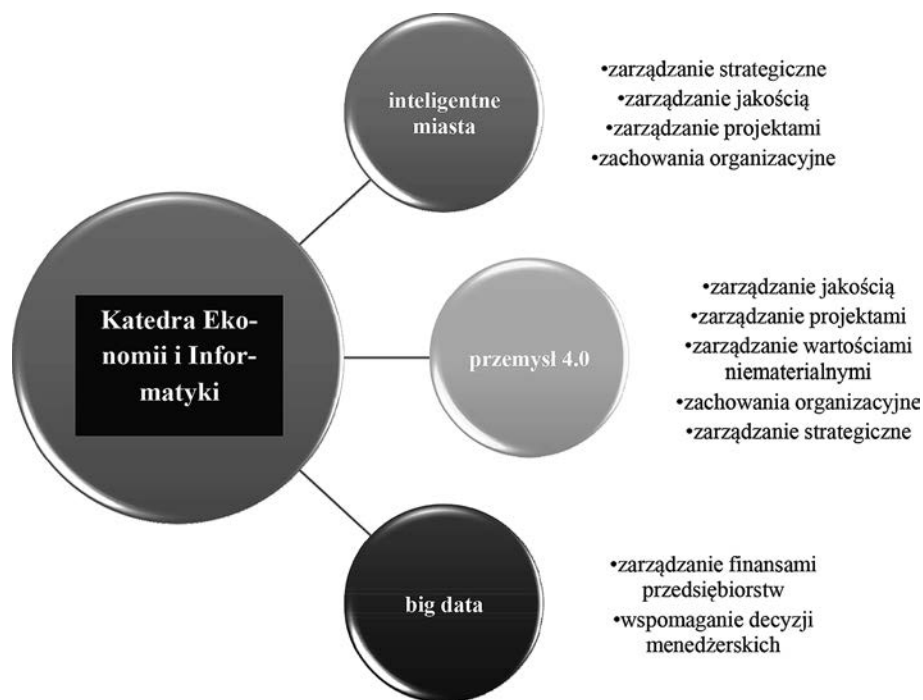 inteligentne
miasta
•zarządzanie strategiczne
•zarządzanie jakością
•zarządzanie projektami
•zachowania organizacyjne
Katedra Eko-
nomii i Infor-
matyki
przemysł 4.0
•zarządzanie jakością
•zarządzanie projektami
•zarządzanie wartościami
niematerialnymi
•zachowania organizacyjne
•zarządzanie strategiczne
big data
•zarządzanie finansami
przedsiębiorstw
•wspomaganie decyzji
menedżerskich